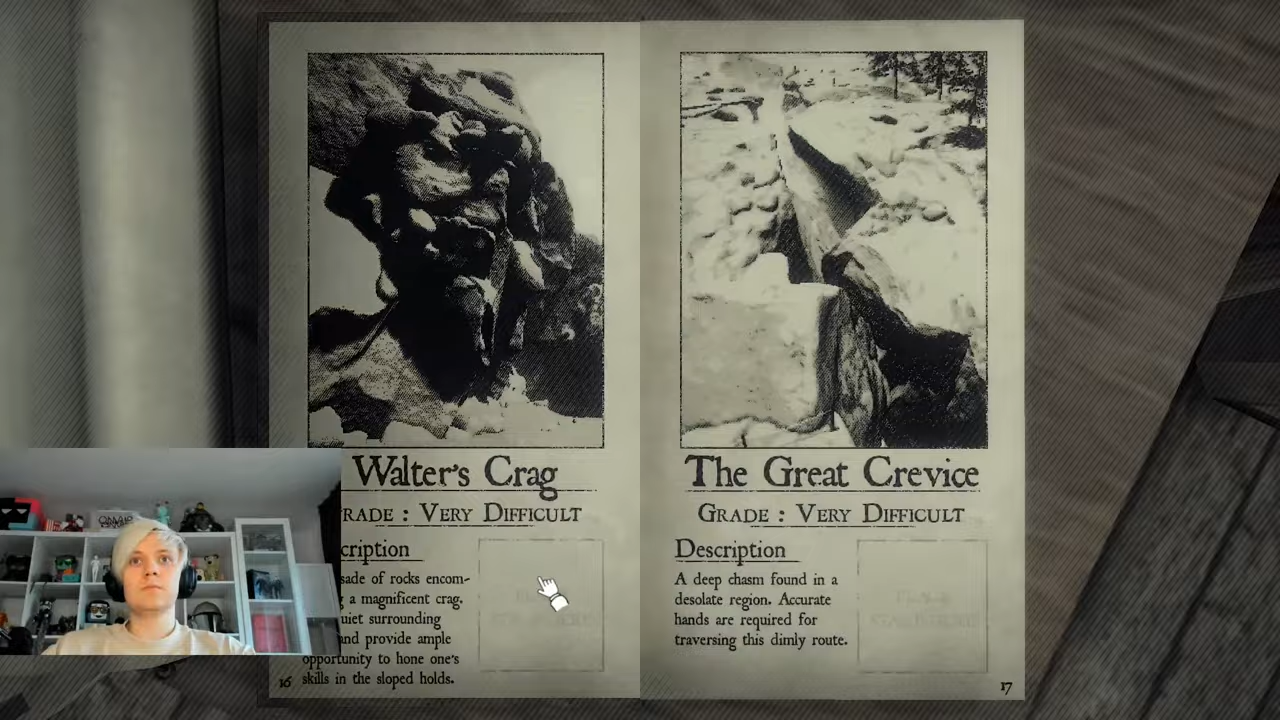 Walter's Crag
RADE : VERY DIFFICULT
cription
sade of rocks encom-
g a magnificent crag.
uiet surrounding
and provide ample
opportunity to hone one's
skills in the sloped holds.
16
The Great Crevice
GRADE : VERY DIFFICULT
Description
A deep chasm found in a
desolate region. Accurate
hands are required for
traversing this dimly route.
17